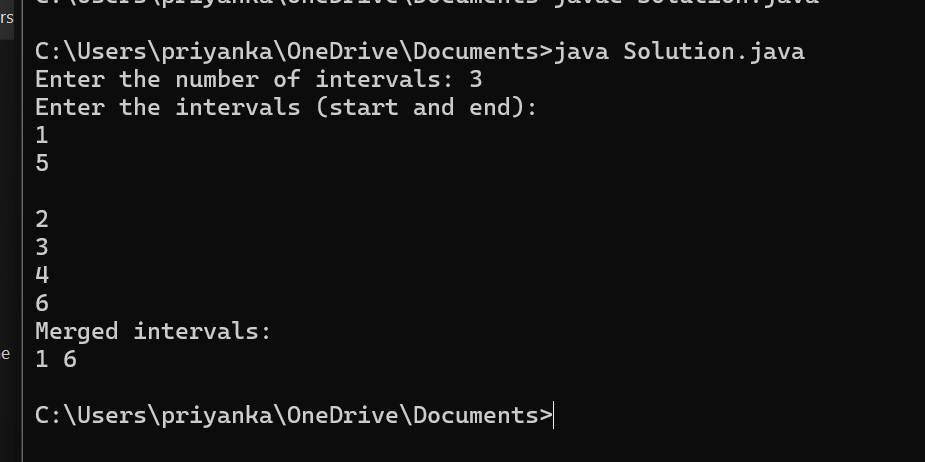 C:\Users\priyanka\OneDrive\Documents>javac Solution.java
rs
C:\Users\priyanka\OneDrive\Documents>java Solution.java
Enter the number of intervals: 3
Enter the intervals (start and end):
1
5
2
3
4
6
Merged intervals:
1 6
C:\Users\priyanka\OneDrive\Documents>